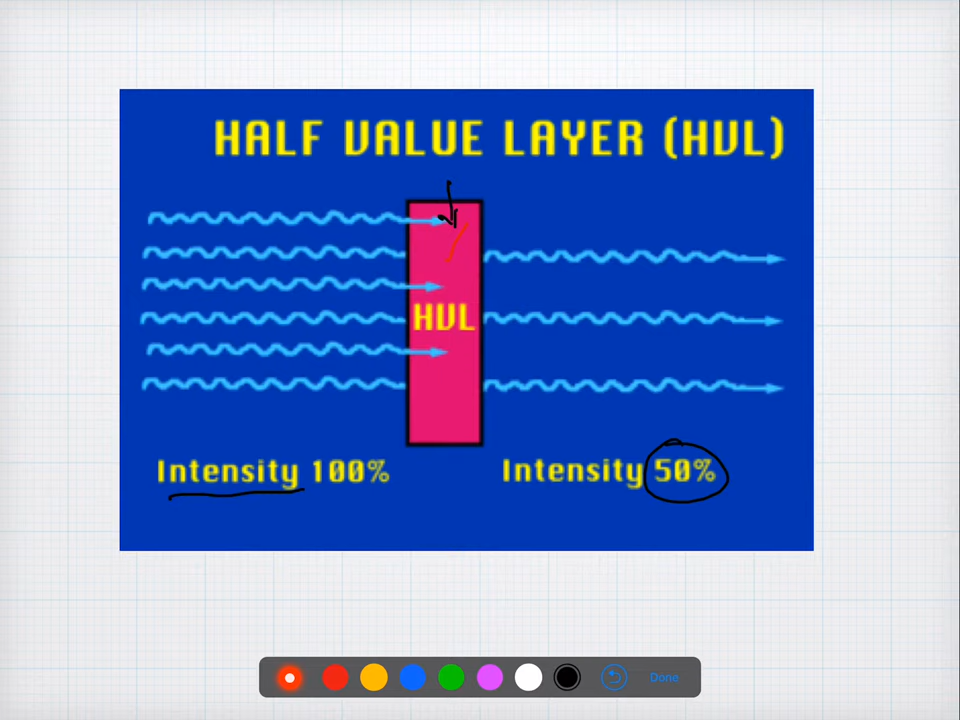 HALF VALUE LAYER (HVL)
HVL
Intensity 100%
Intensity 50%
Done